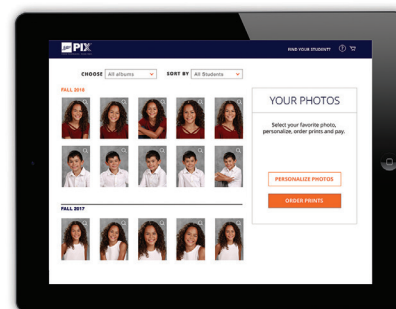 PIX
FIND YOUR STUDENT?
CHOOSE All albums SORT BY All Students
FALL 2018
YOUR PHOTOS
Select your favorite photo,
personalize, order prints and pay.
PERSONALIZE PHOTOS
ORDER PRINTS
FALL 2017